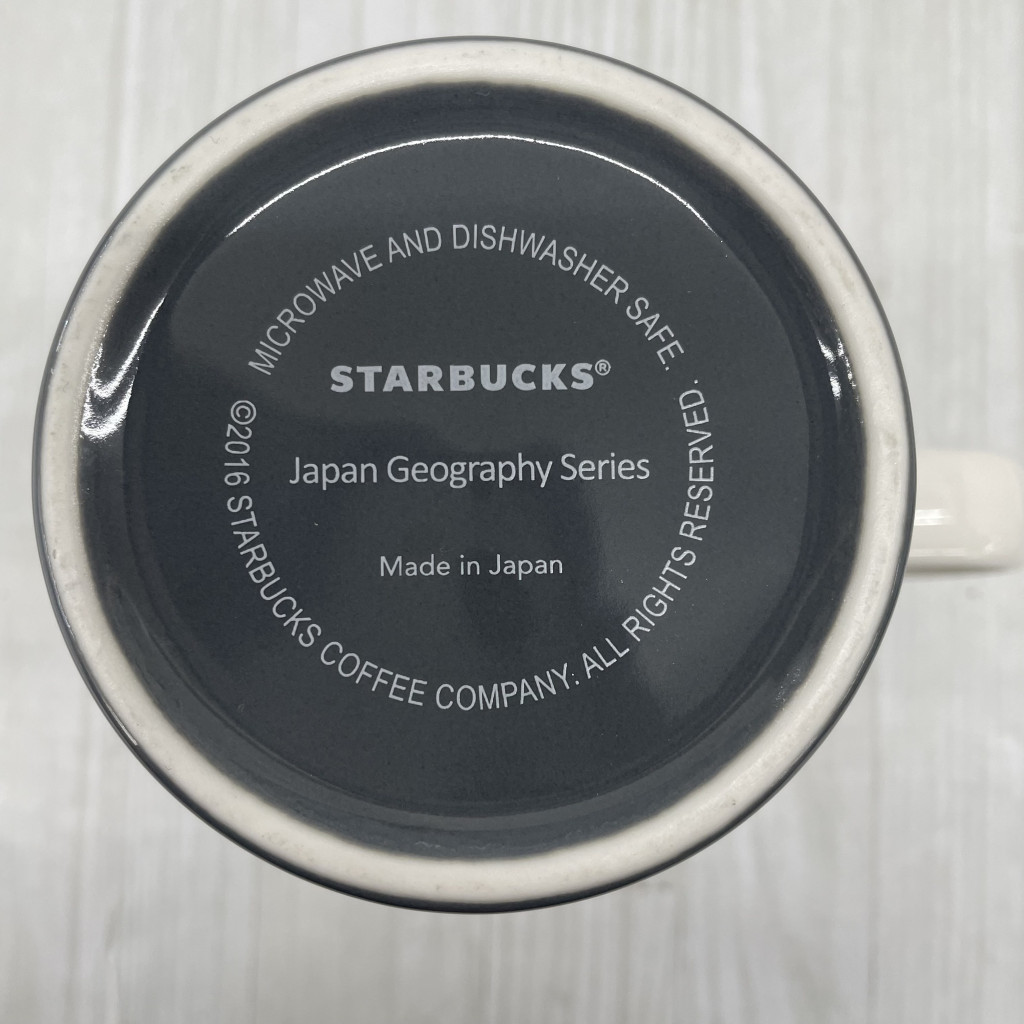 MICROWAVE AND DISHWASHER SAFE.
STARBUCKS®
Japan Geography Series
Made in Japan
©2016 STARBUCKS COFFEE COMPANY. ALL RIGHTS RESERVED.